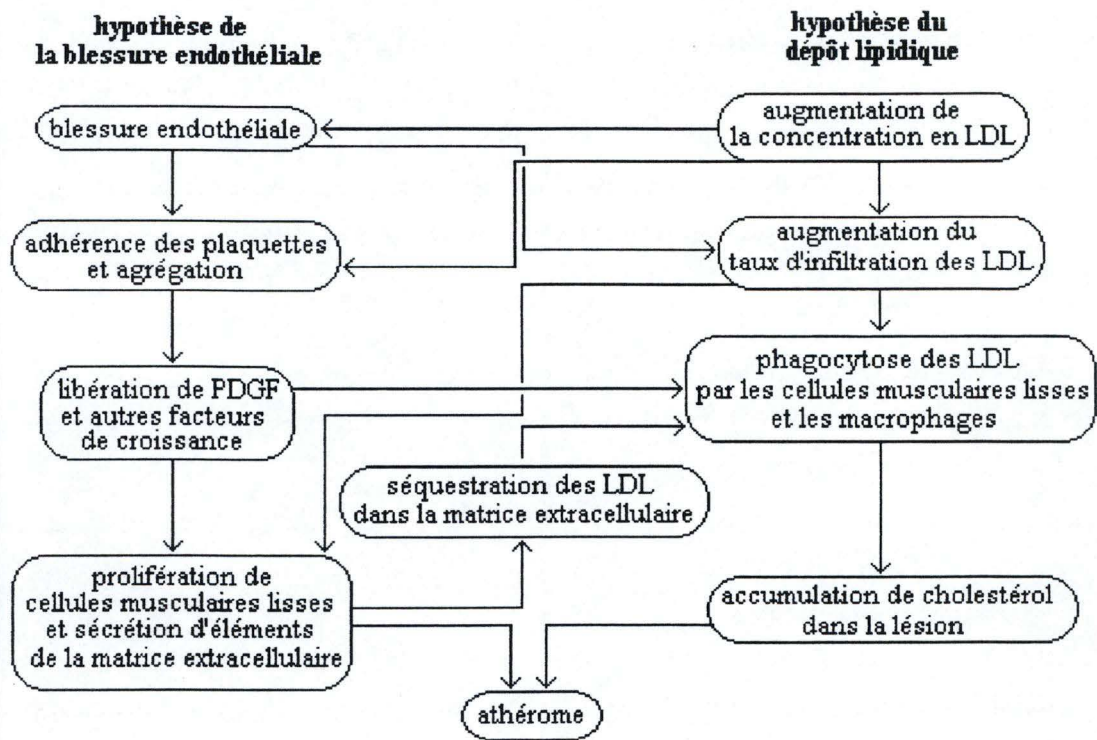 hypothèse de
la blessure endothéliale
hypothèse du
dépôt lipidique
blessure endothéliale
augmentation de
la concentration en LDL
adhérence des plaquettes
et agrégation
augmentation du
taux d'infiltration des LDL
libération de PDGF
et autres facteurs
de croissance
phagocytose des LDL
par les cellules musculaires lisses
et les macrophages
séquestration des LDL
dans la matrice extracellulaire
prolifération de
cellules musculaires lisses
et sécrétion d'éléments
de la matrice extracellulaire
accumulation de cholestérol
dans la lésion
athérome